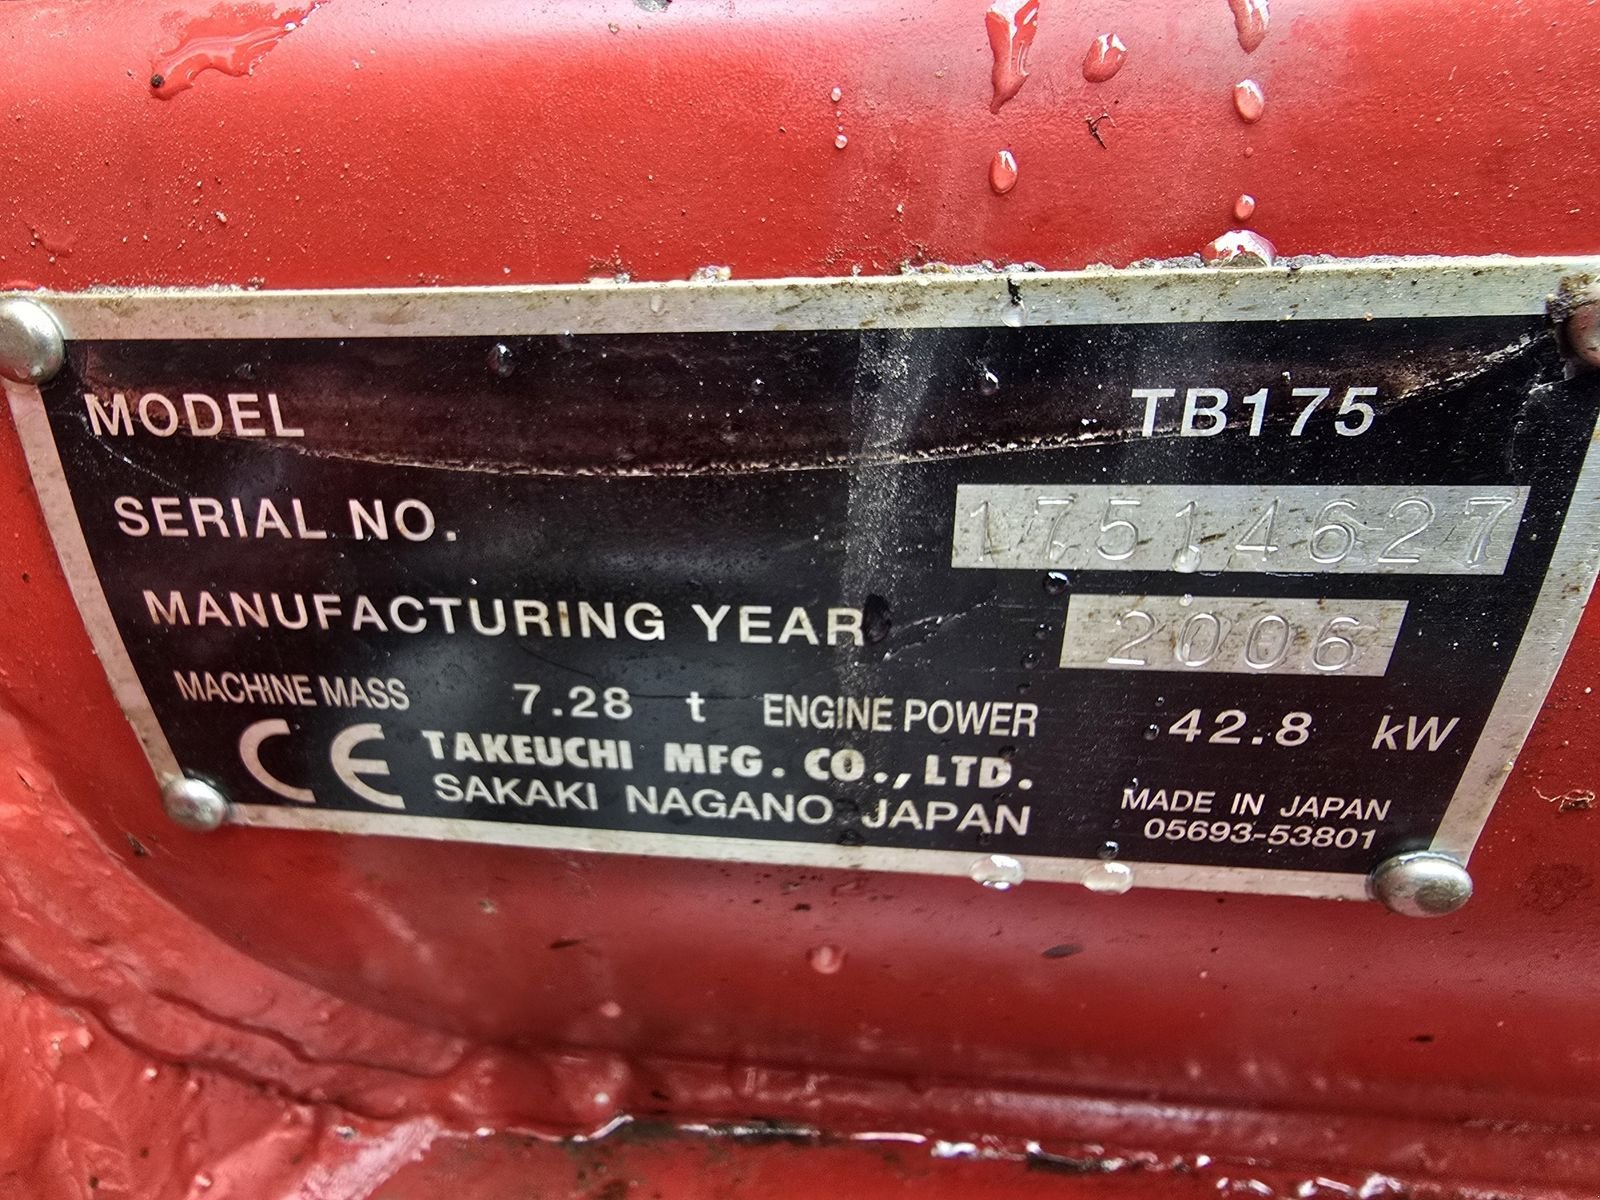 MODEL TB175
SERIAL NO. 17514627
MANUFACTURING YEAR 2006
MACHINE MASS 7.28 t ENGINE POWER 42.8 kW
CE TAKEUCHI MFG. CO., LTD.
SAKAKI NAGANO JAPAN
MADE IN JAPAN
05693-53801